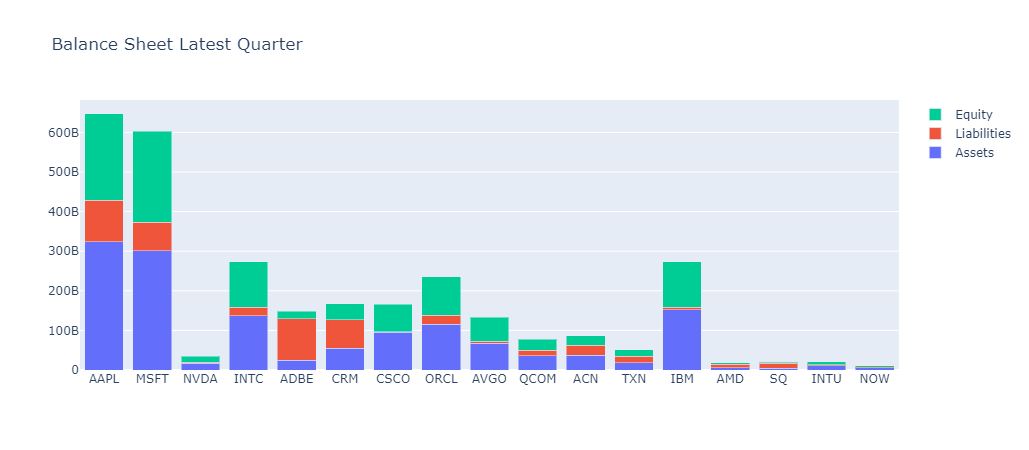 Balance Sheet Latest Quarter
Equity
Liabilities
Assets
600B
500B
400B
300B
200B
100B
0
AAPL MSFT NVDA INTC ADBE CRM CSCO ORCL AVGO QCOM ACN TXN IBM AMD SQ INTU NOW